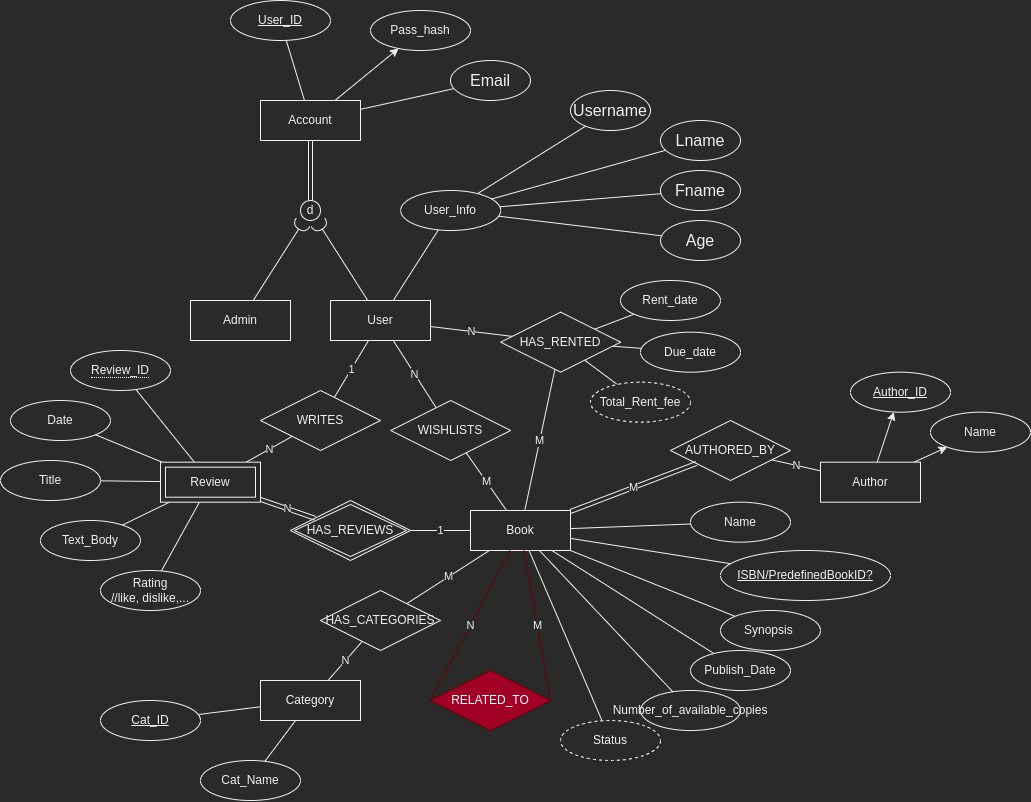 User_ID
Pass_hash
Email
Account
Username
Lname
d
User_Info
Fname
Age
Rent_date
Admin
User
N
HAS_RENTED
Due_date
Review_ID
1
N
Total_Rent_fee
Author_ID
Date
WRITES
WISHLISTS
Name
M
AUTHORED_BY
N
N
Title
Review
M
M
Author
N
HAS_REVIEWS
1
Book
Name
Text_Body
Rating
//like, dislike,...
M
ISBN/PredefinedBookID?
HAS_CATEGORIES
N
M
Synopsis
N
Publish_Date
Category
RELATED_TO
Number_of_available_copies
Cat_ID
Status
Cat_Name